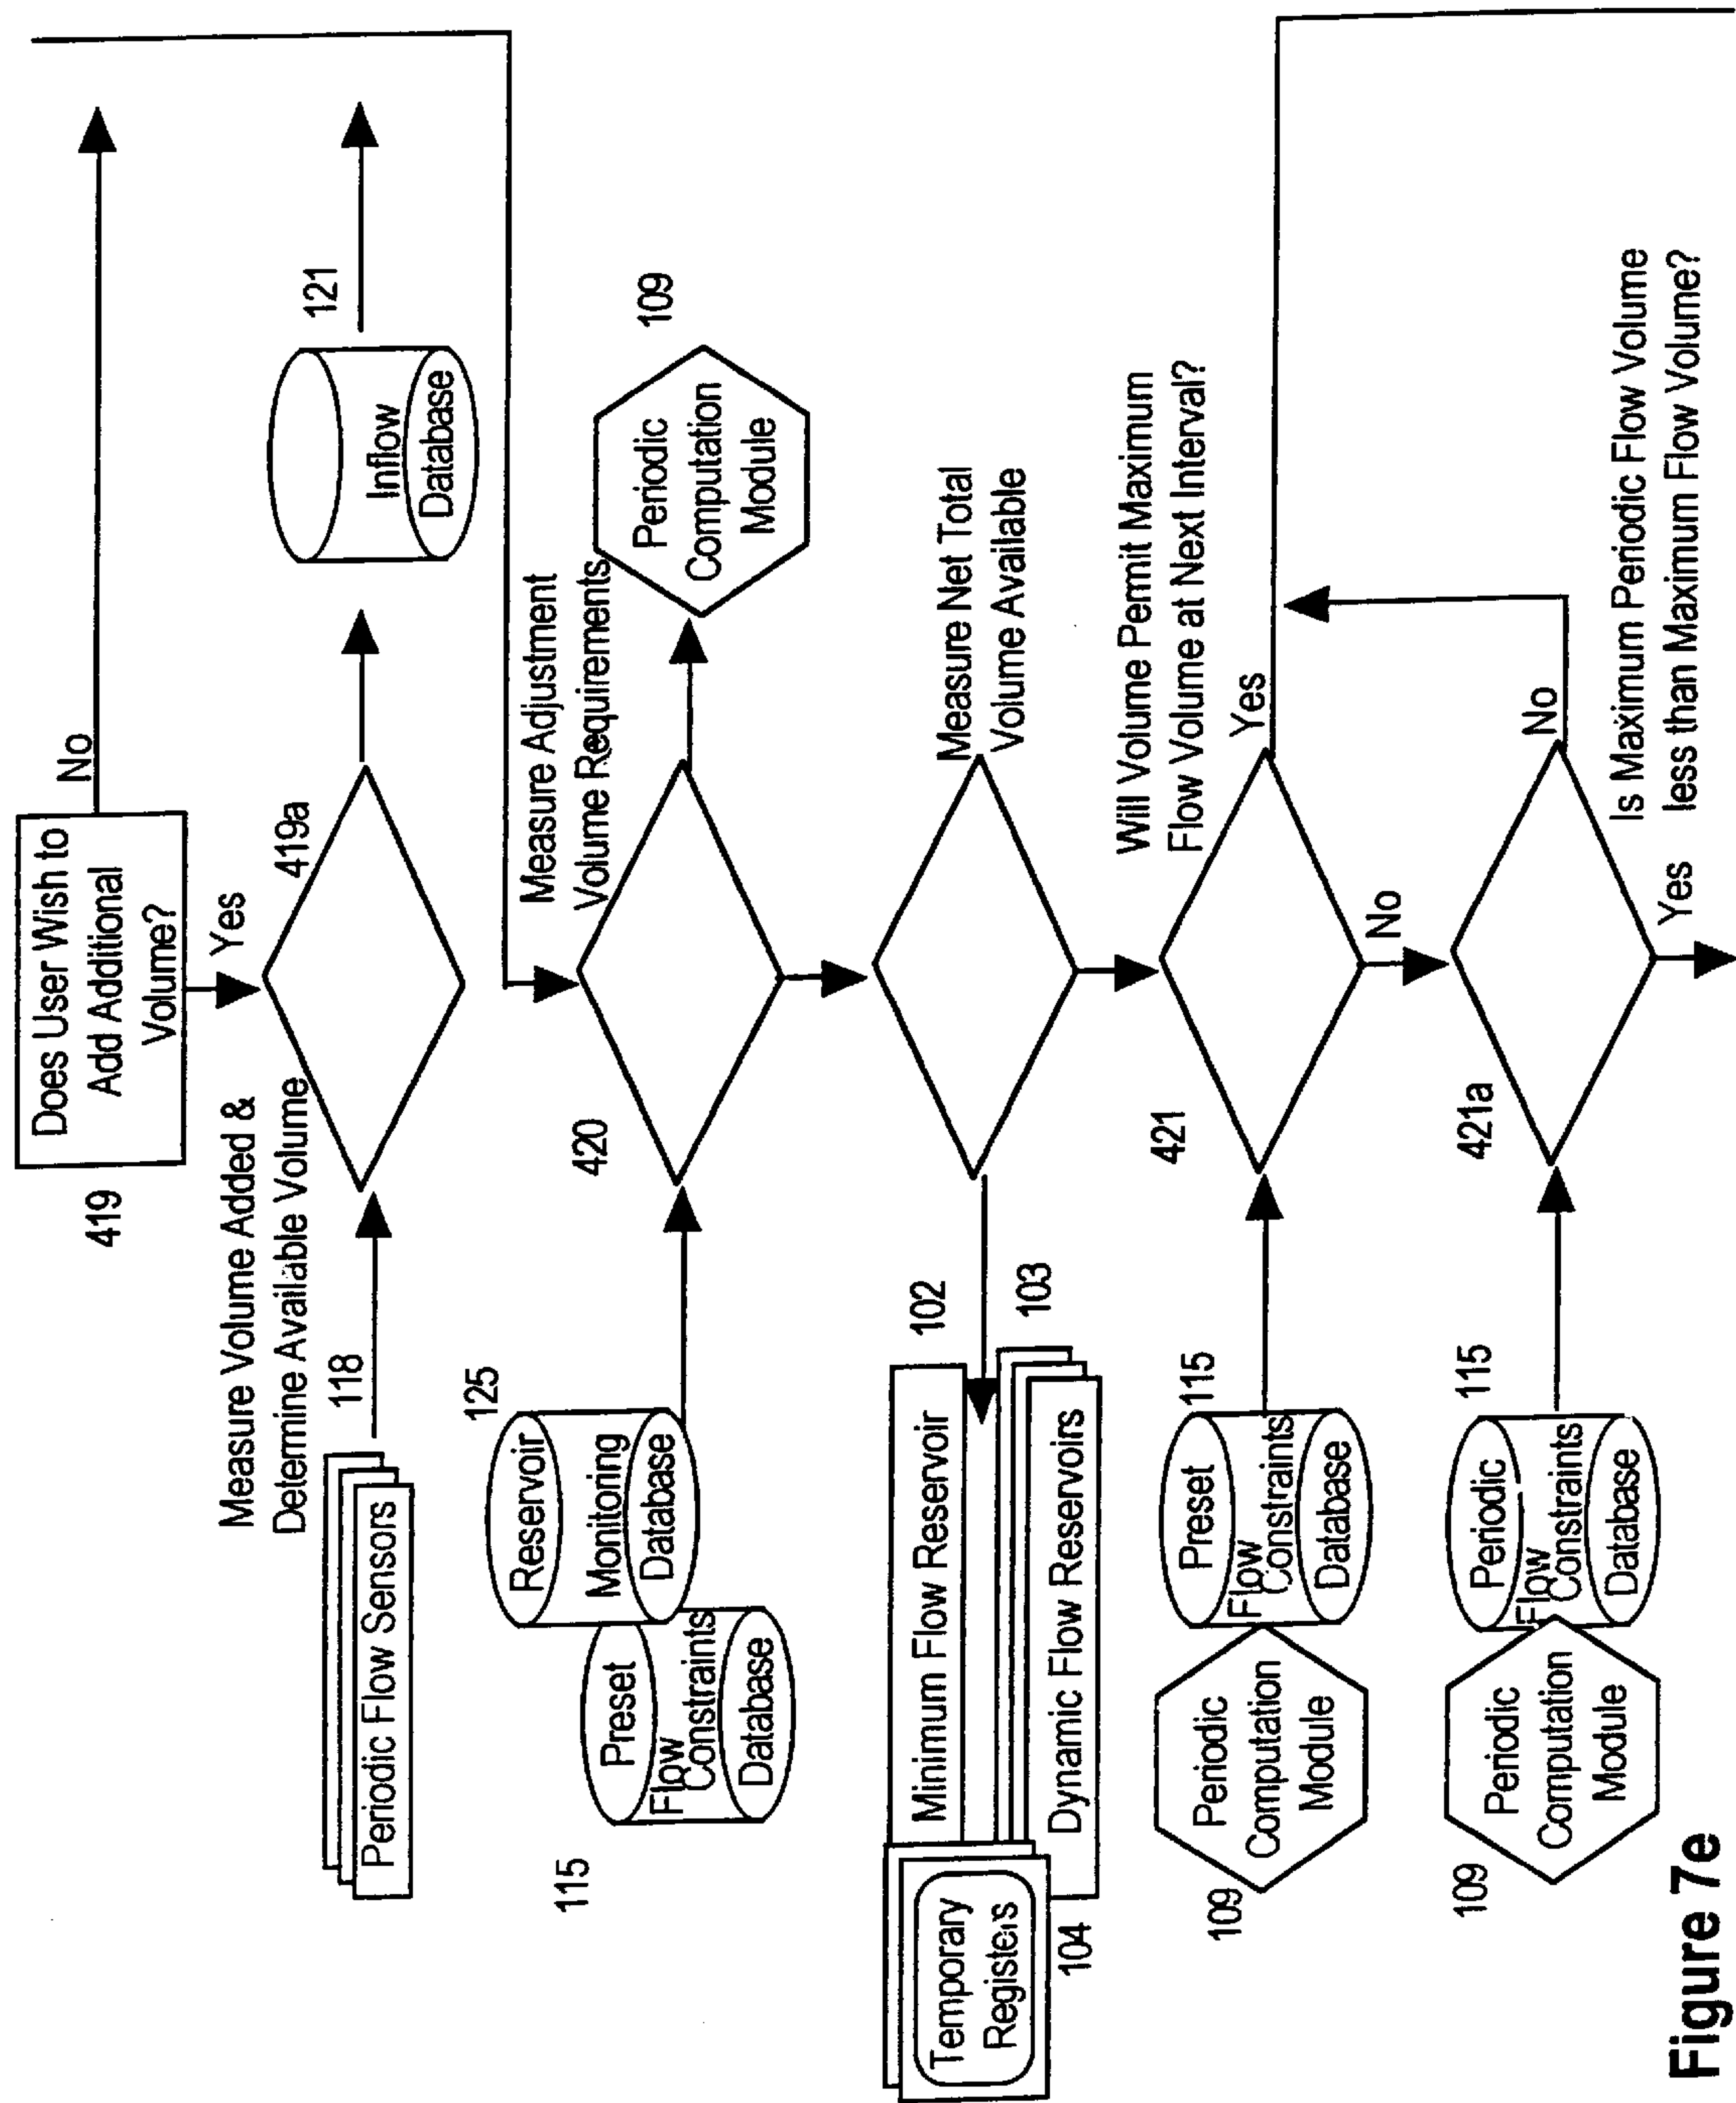 419
Does User Wish to
Add Additional
Volume?
No
Yes
Measure Volume Added &
Determine Available Volume
419a
118
Periodic Flow Sensors
121
Inflow
Database
Measure Adjustment
Volume Requirements
125
Reservoir
Monitoring
Database
115
Preset
Flow
Constraints
Database
420
109
Periodic
Computation
Module
Measure Net Total
Volume Available
102
Minimum Flow Reservoir
103
Dynamic Flow Reservoirs
Temporary
Registers
104
Will Volume Permit Maximum
Flow Volume at Next Interval?
421
Yes
No
115
Preset
Flow
Constraints
Database
Periodic
Computation
Module
109
421a
No
Is Maximum Periodic Flow Volume
less than Maximum Flow Volume?
Yes
115
Periodic
Flow
Constraints
Database
Periodic
Computation
Module
109
Figure 7e